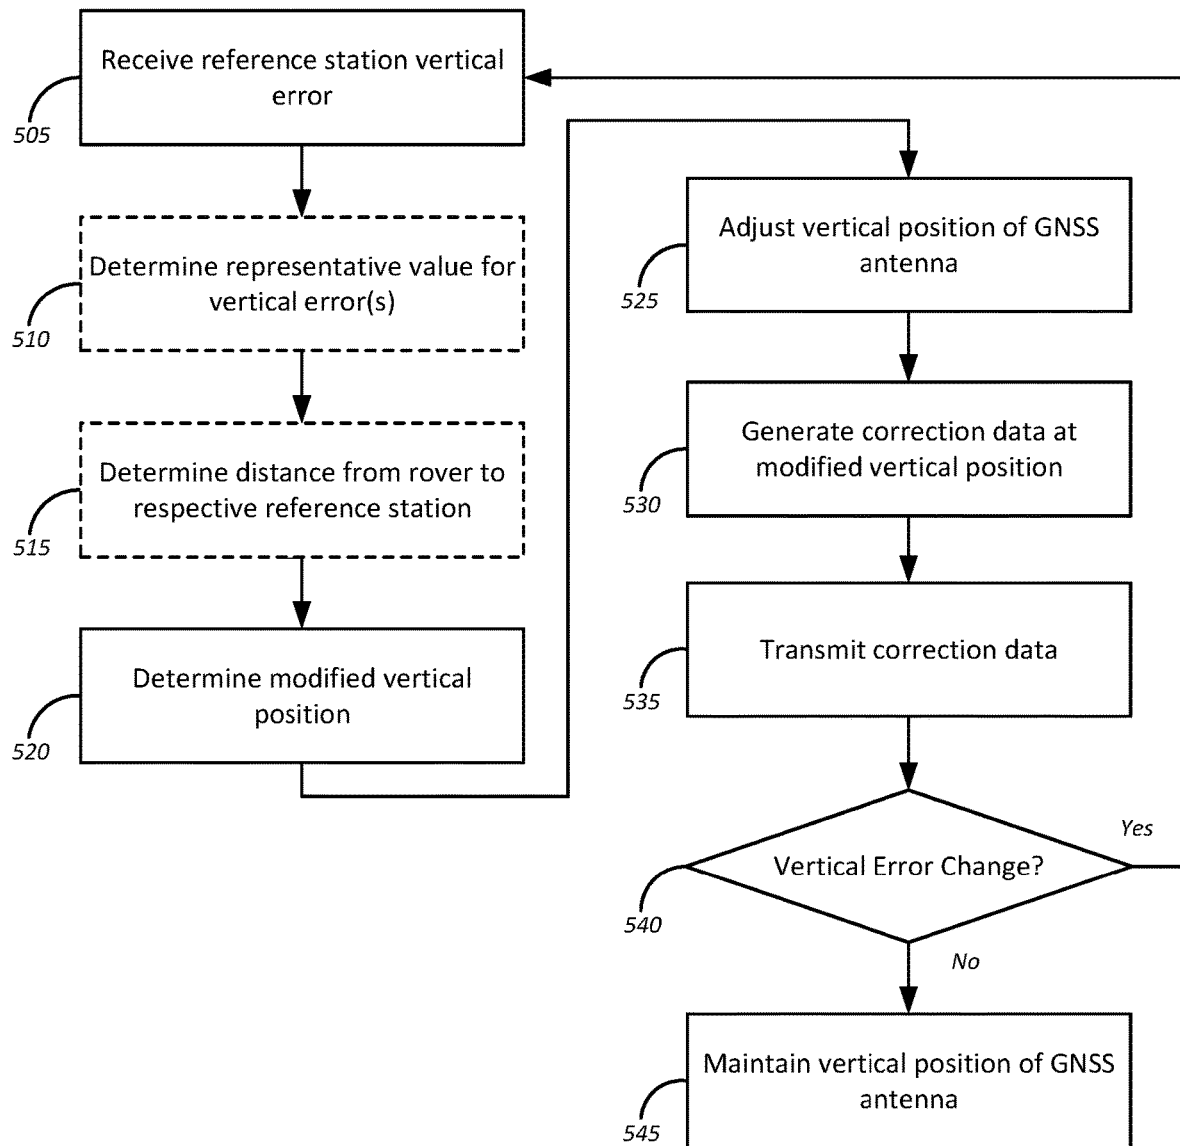 Receive reference station vertical
error
505
Determine representative value for
vertical error(s)
510
Determine distance from rover to
respective reference station
515
Determine modified vertical
position
520
Adjust vertical position of GNSS
antenna
525
Generate correction data at
modified vertical position
530
Transmit correction data
535
Vertical Error Change?
Yes
540
No
Maintain vertical position of GNSS
antenna
545